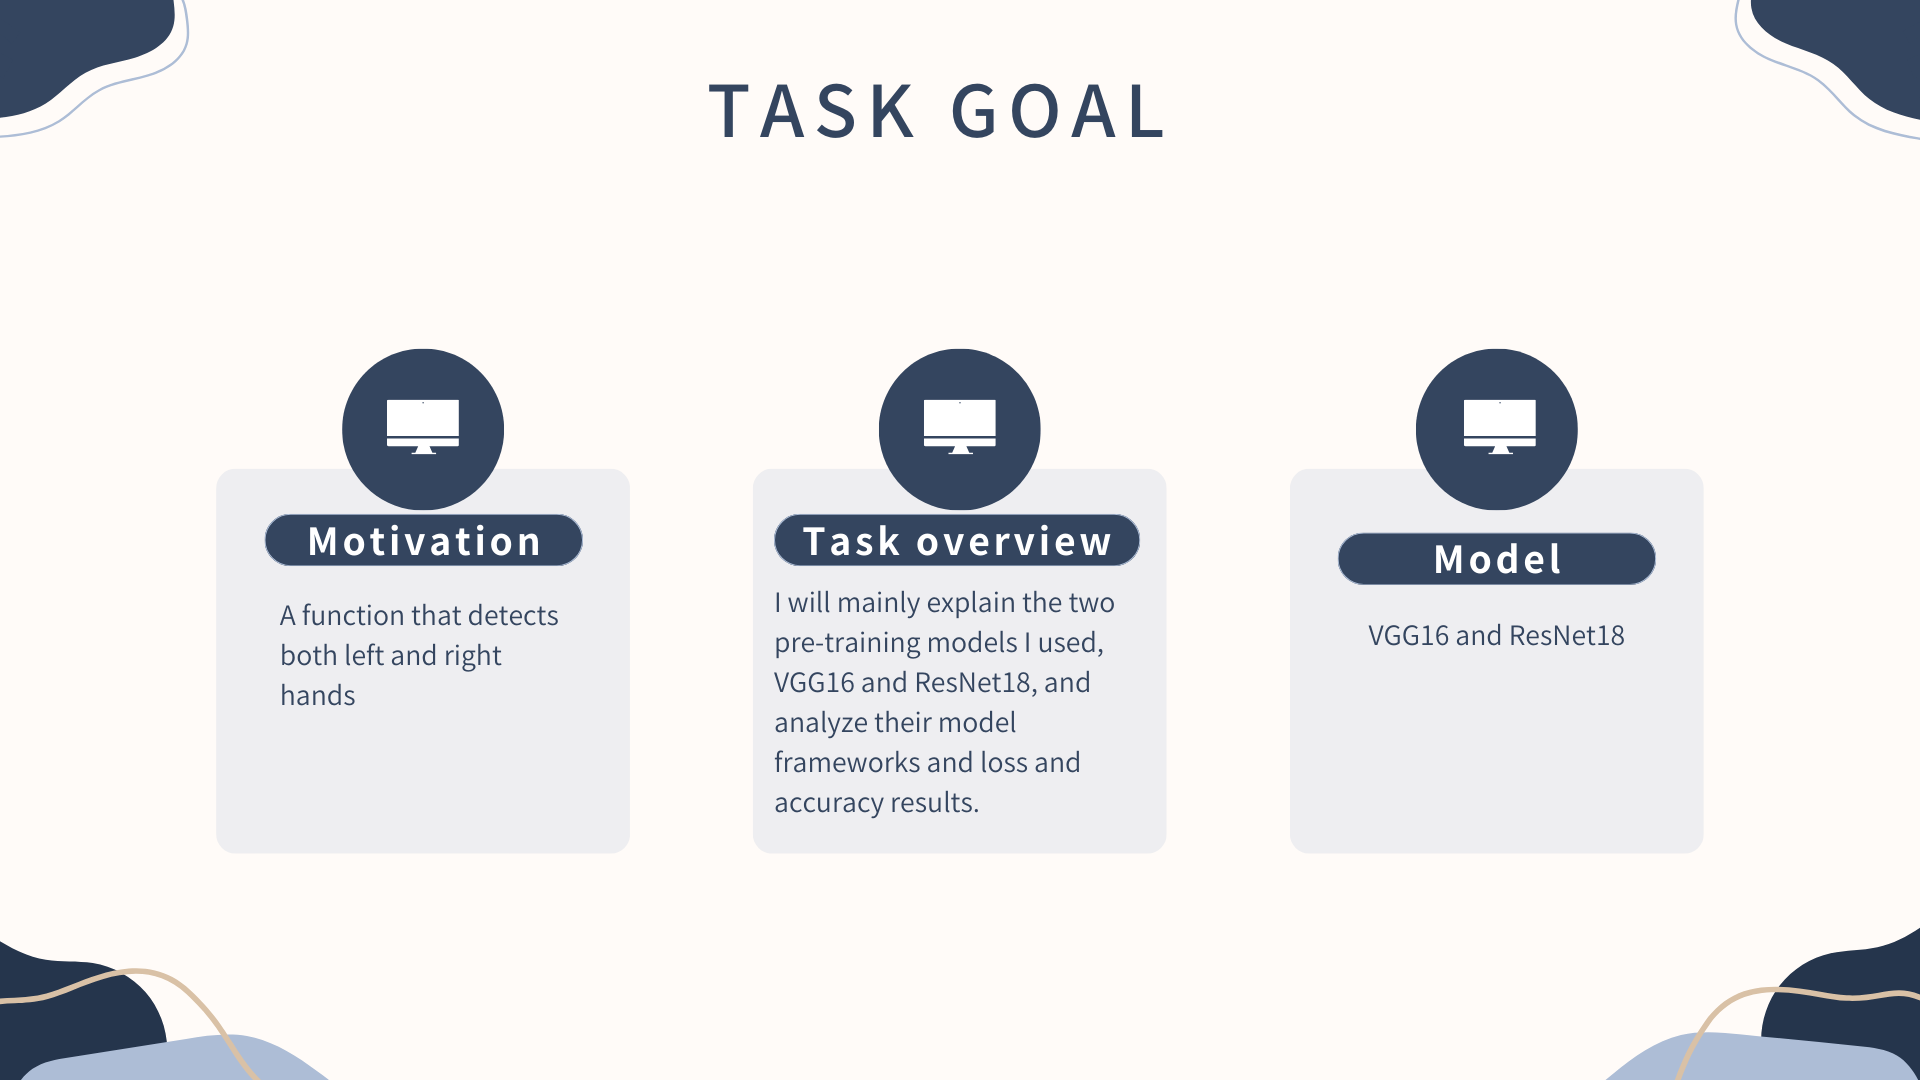 TASK GOAL
Motivation
A function that detects
both left and right
hands
Task overview
I will mainly explain the two
pre-training models I used,
VGG16 and ResNet18, and
analyze their model
frameworks and loss and
accuracy results.
Model
VGG16 and ResNet18